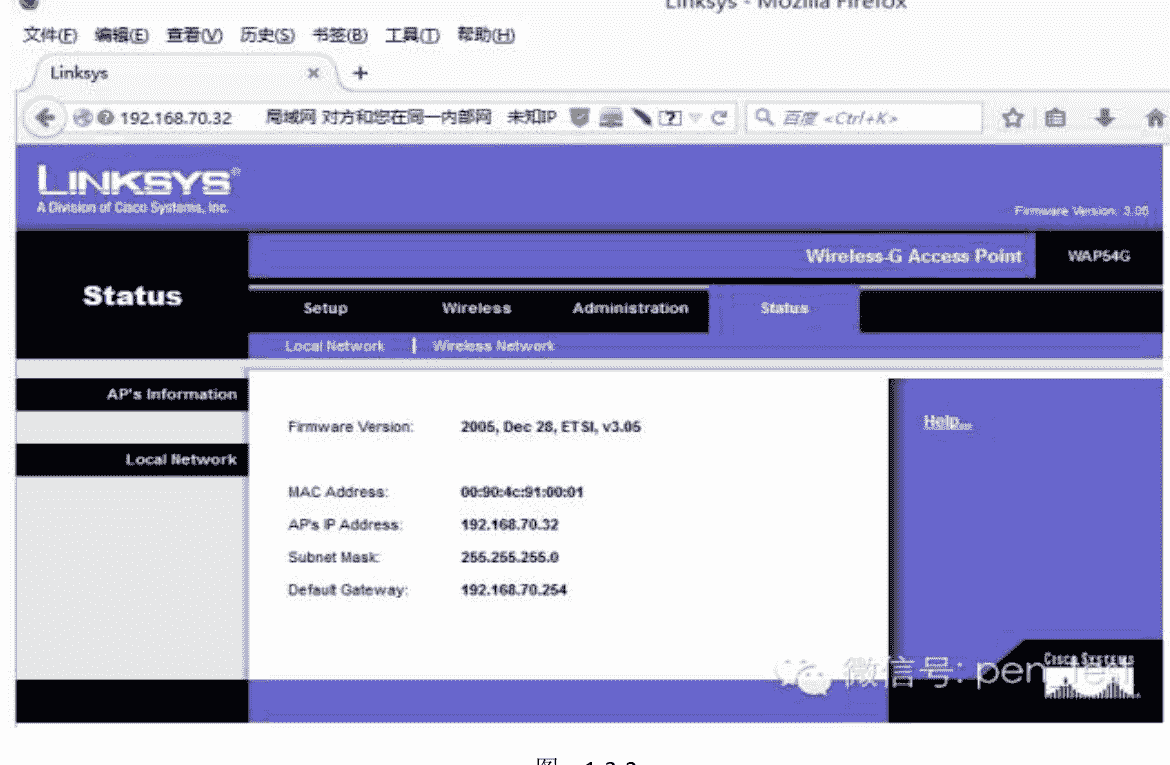 Linksys - Mozilla Firefox
文件(F) 编辑(E) 查看(V) 历史(S) 书签(B) 工具(T) 帮助(H)
Linksys × +
192.168.70.32 局域网 对方和您在同一内部网 未知IP 百度 <Ctrl+K>
LINKSYS®
A Division of Cisco Systems, Inc.
Firmware Version: 3.05
Wireless-G Access Point WAP54G
Status
Setup Wireless Administration Status
Local Network | Wireless Network
AP's Information
Firmware Version: 2005, Dec 28, ETSI, v3.05
Help...
Local Network
MAC Address: 00:90:4c:91:00:01
AP's IP Address: 192.168.70.32
Subnet Mask: 255.255.255.0
Default Gateway: 192.168.70.254
CISCO SYSTEMS
微信号:
图 1-3-2